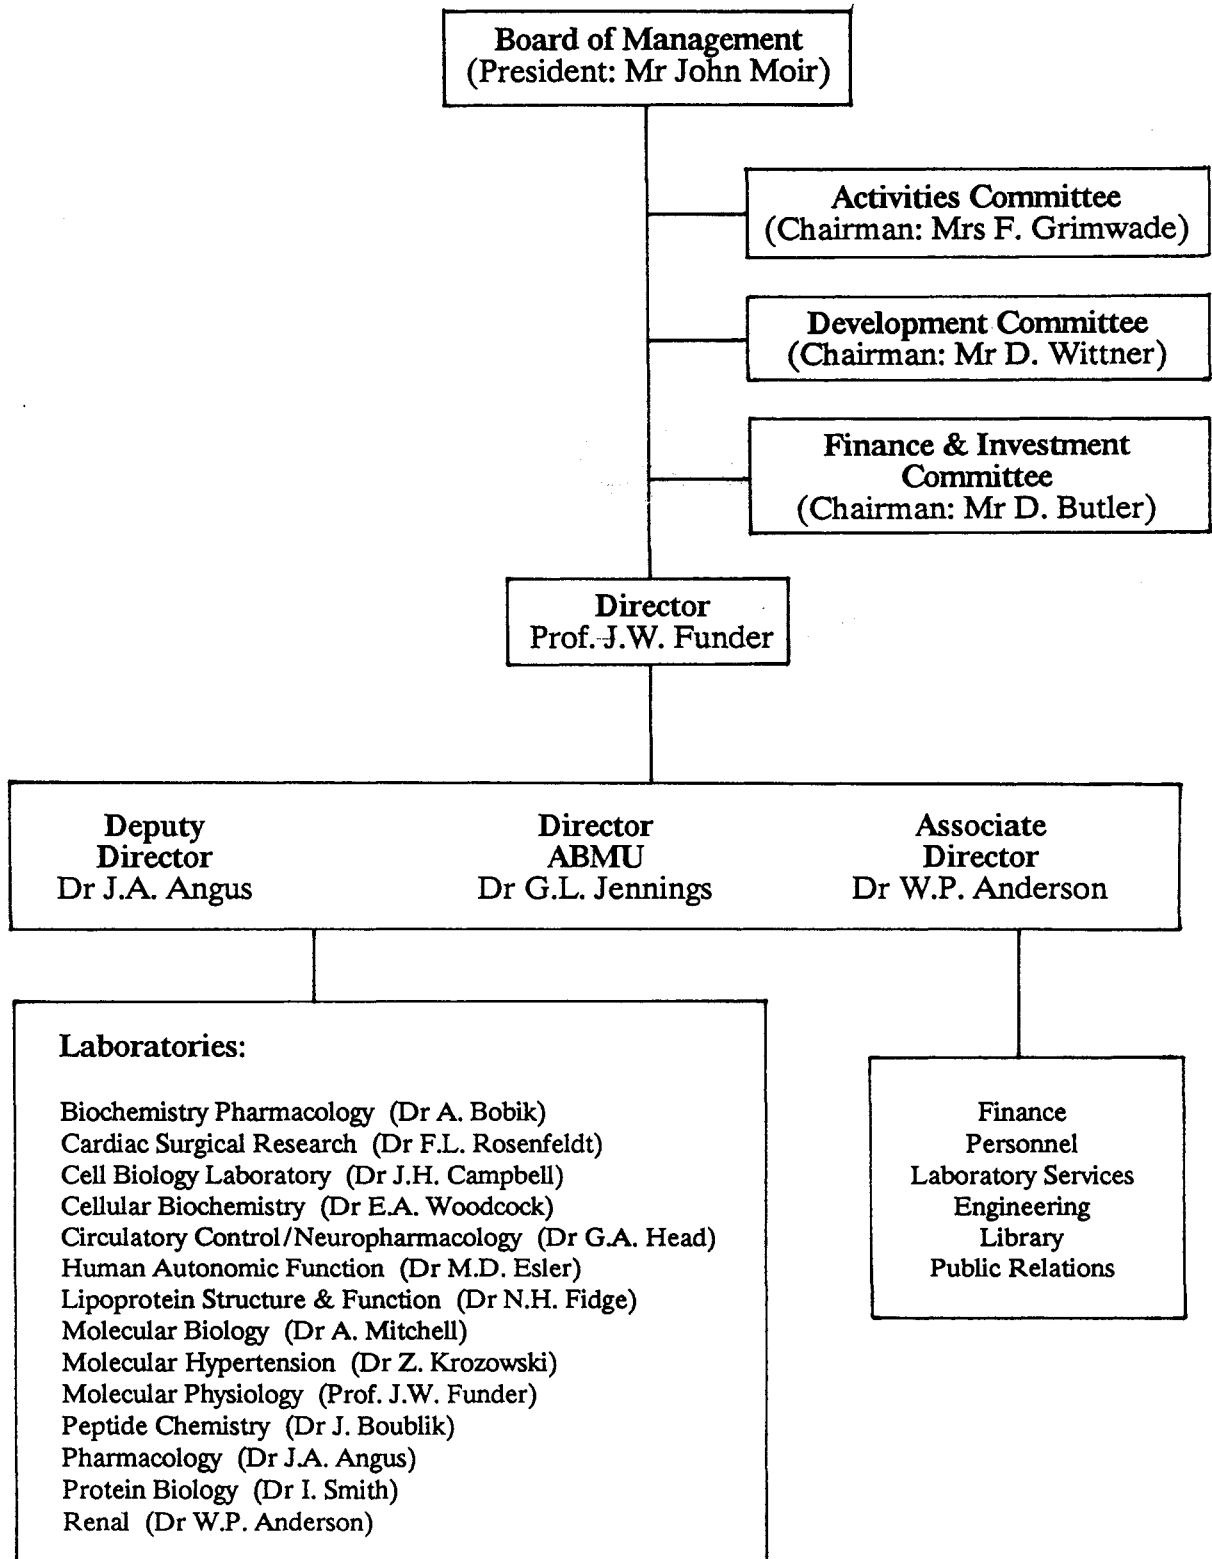 Board of Management
(President: Mr John Moir)
Activities Committee
(Chairman: Mrs F. Grimwade)
Development Committee
(Chairman: Mr D. Wittner)
Finance & Investment
Committee
(Chairman: Mr D. Butler)
Director
Prof. J.W. Funder
Deputy
Director
Dr J.A. Angus
Director
ABMU
Dr G.L. Jennings
Associate
Director
Dr W.P. Anderson
Laboratories:
Biochemistry Pharmacology (Dr A. Bobik)
Cardiac Surgical Research (Dr F.L. Rosenfeldt)
Cell Biology Laboratory (Dr J.H. Campbell)
Cellular Biochemistry (Dr E.A. Woodcock)
Circulatory Control/Neuropharmacology (Dr G.A. Head)
Human Autonomic Function (Dr M.D. Esler)
Lipoprotein Structure & Function (Dr N.H. Fidge)
Molecular Biology (Dr A. Mitchell)
Molecular Hypertension (Dr Z. Krozowski)
Molecular Physiology (Prof. J.W. Funder)
Peptide Chemistry (Dr J. Boublik)
Pharmacology (Dr J.A. Angus)
Protein Biology (Dr I. Smith)
Renal (Dr W.P. Anderson)
Finance
Personnel
Laboratory Services
Engineering
Library
Public Relations